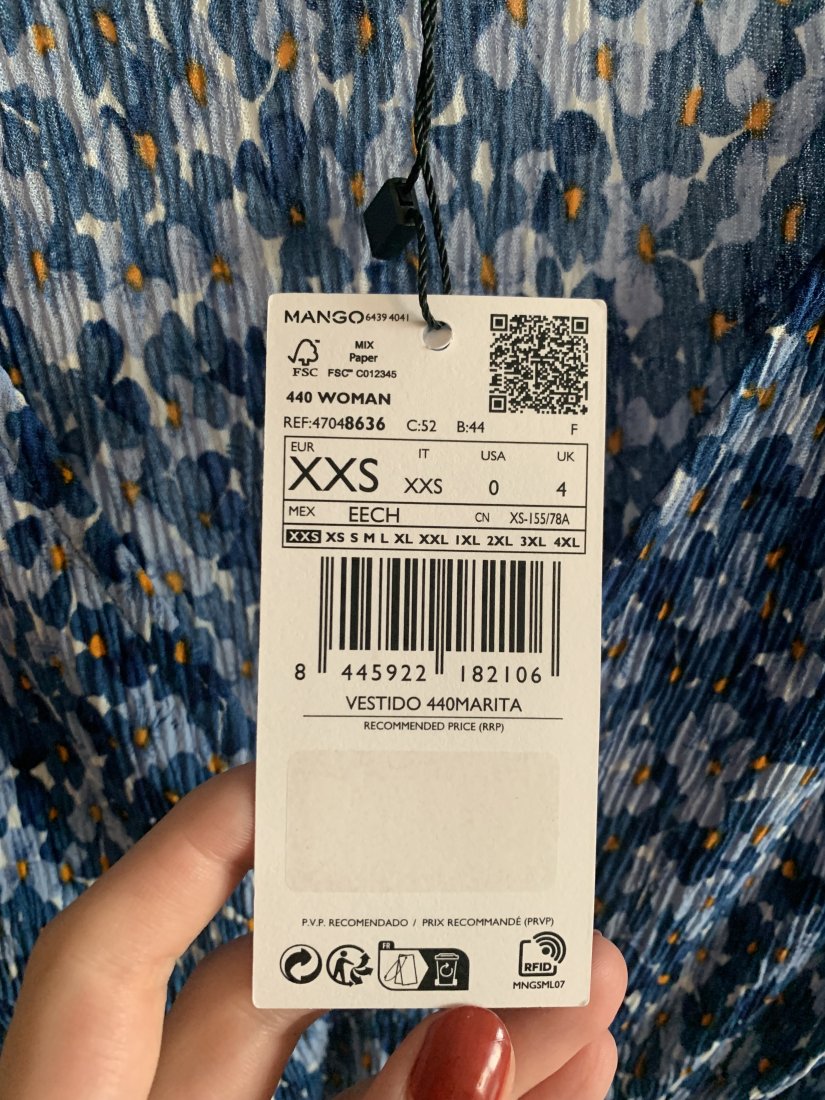 MANGO 6439 4041
MIX
Paper
FSC FSC™ C012345
440 WOMAN
REF:47048636 C:52 B:44 F
EUR IT USA UK
XXS XXS 0 4
MEX EECH CN XS-155/78A
XXS XS S M L XL XXL 1XL 2XL 3XL 4XL
8 445922 182106
VESTIDO 440MARITA
RECOMMENDED PRICE (RRP)
P.V.P. RECOMENDADO / PRIX RECOMMANDÉ (PRVP)
FR
RFID
MNGSML07